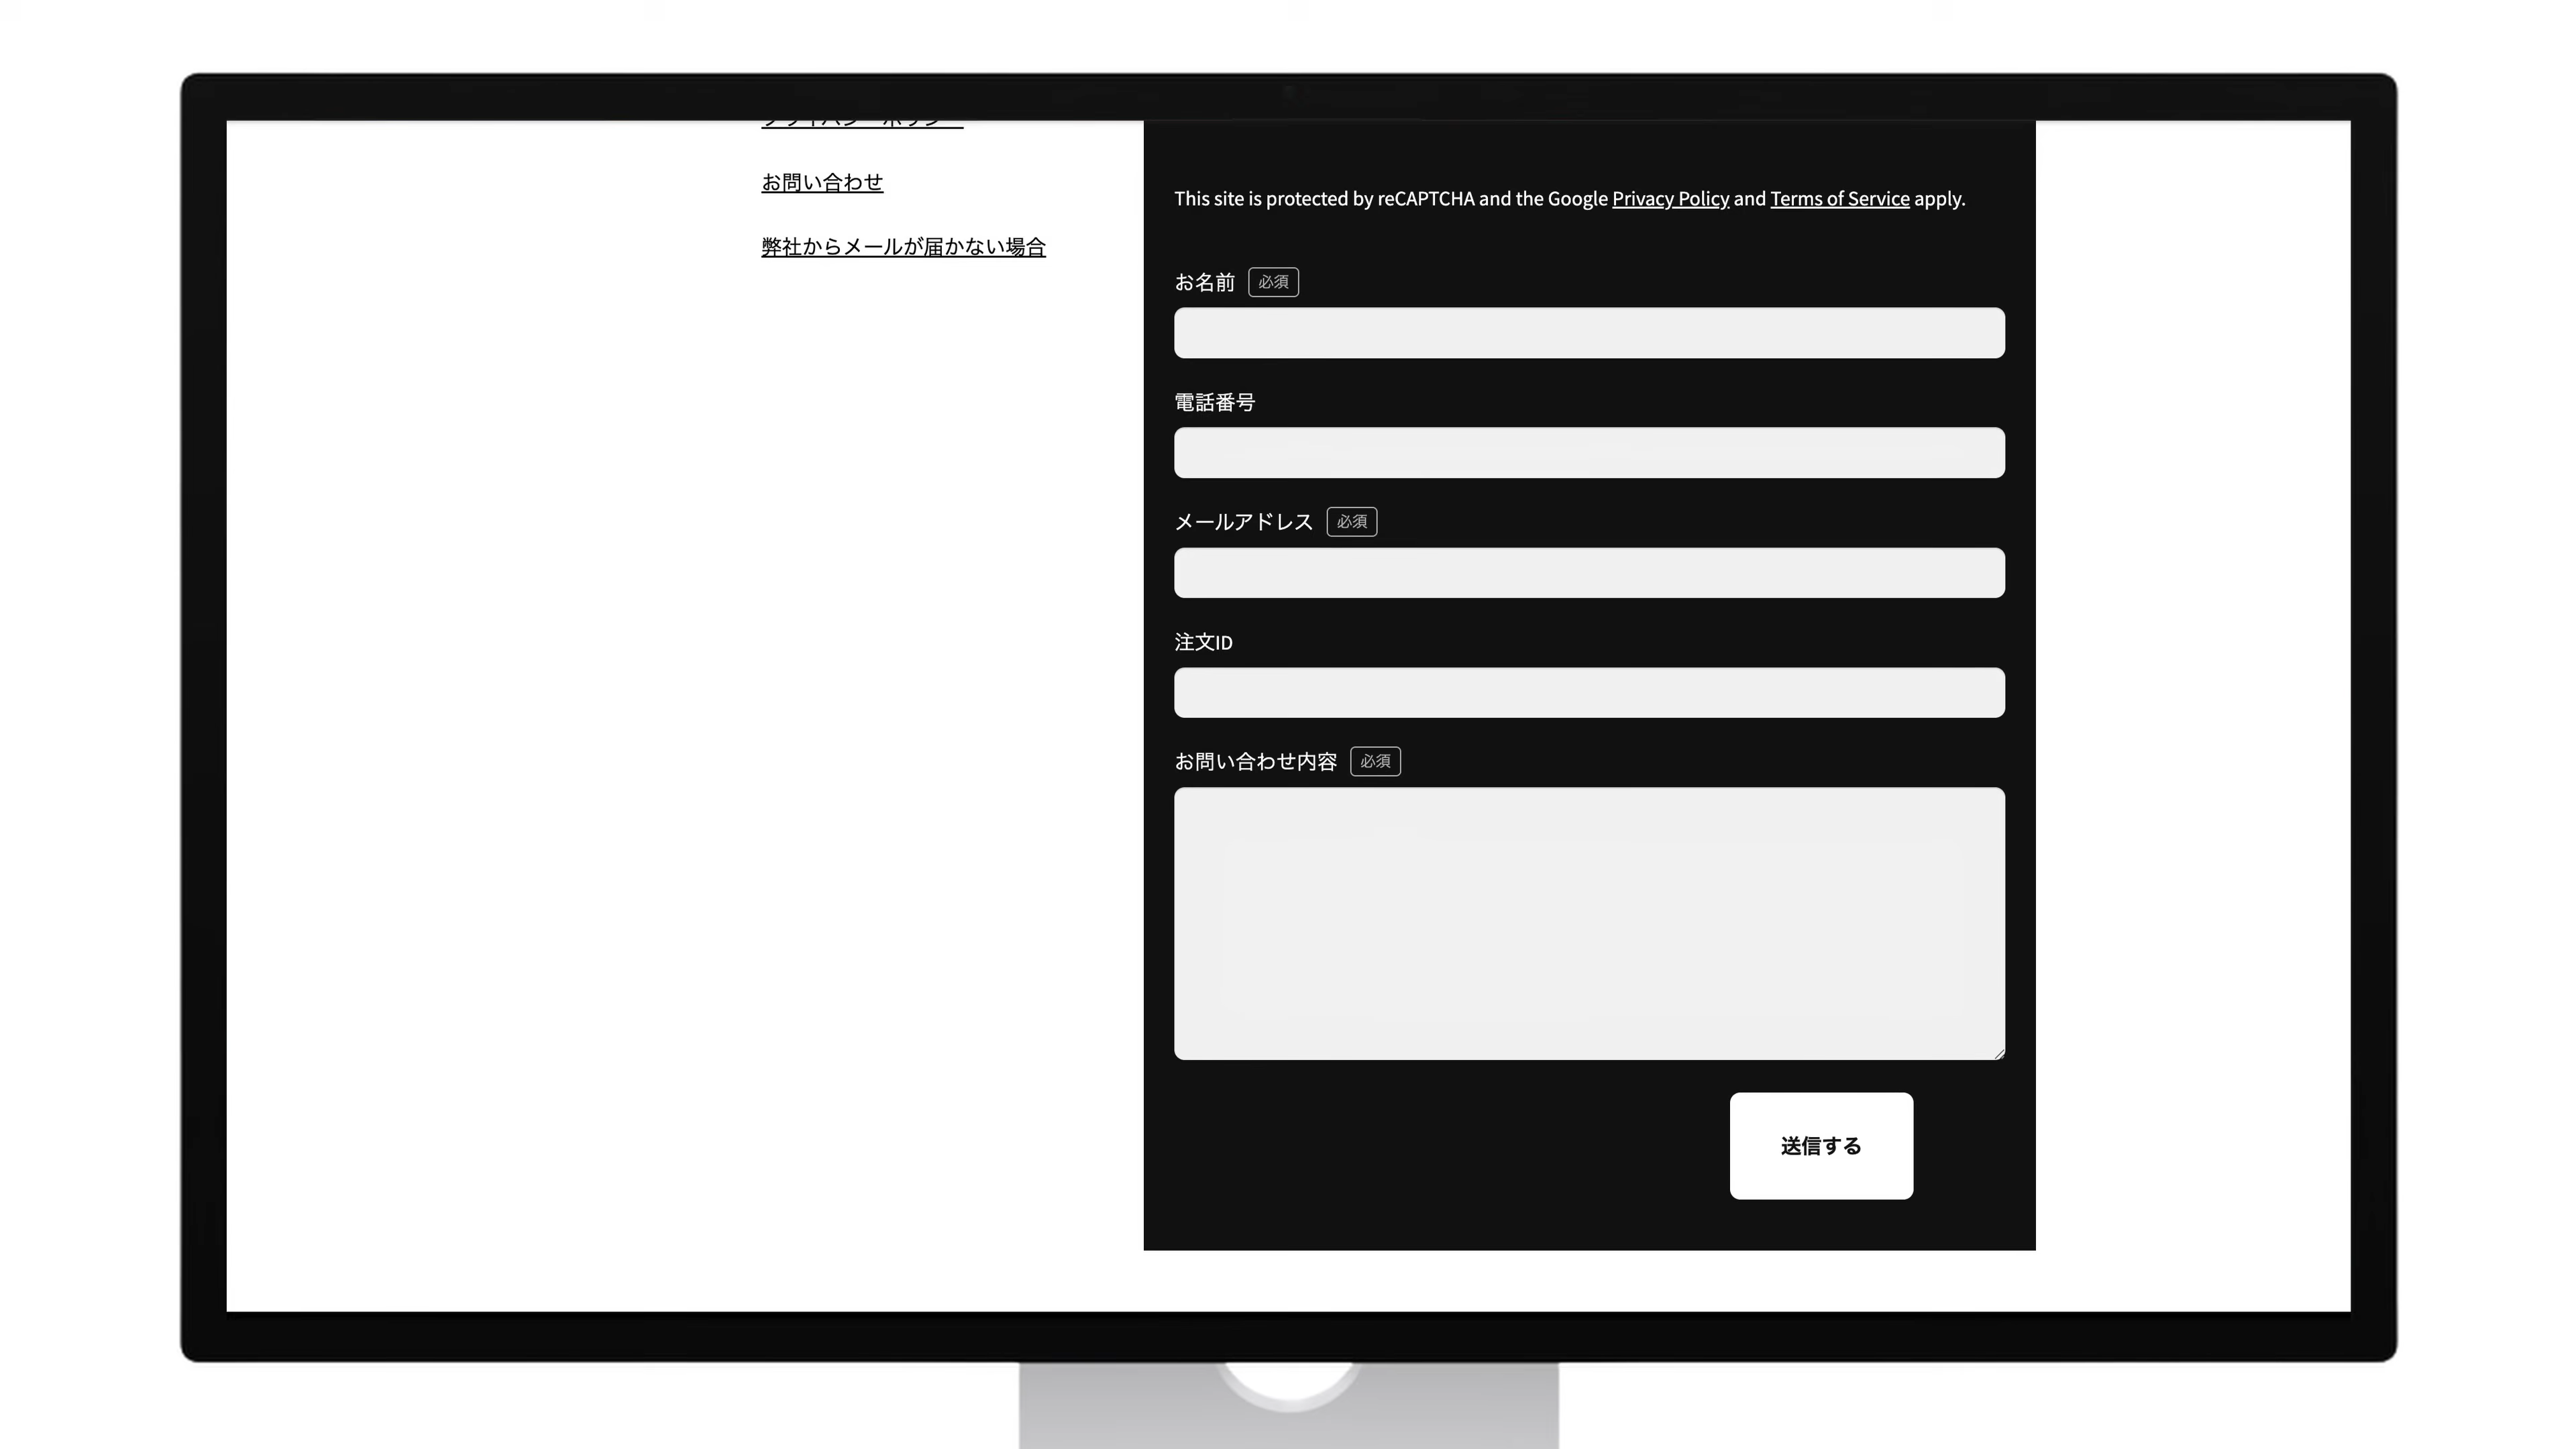 お問い合わせ
弊社からメールが届かない場合
This site is protected by reCAPTCHA and the Google Privacy Policy and Terms of Service apply.
お名前 必須
電話番号
メールアドレス 必須
注文ID
お問い合わせ内容 必須
送信する